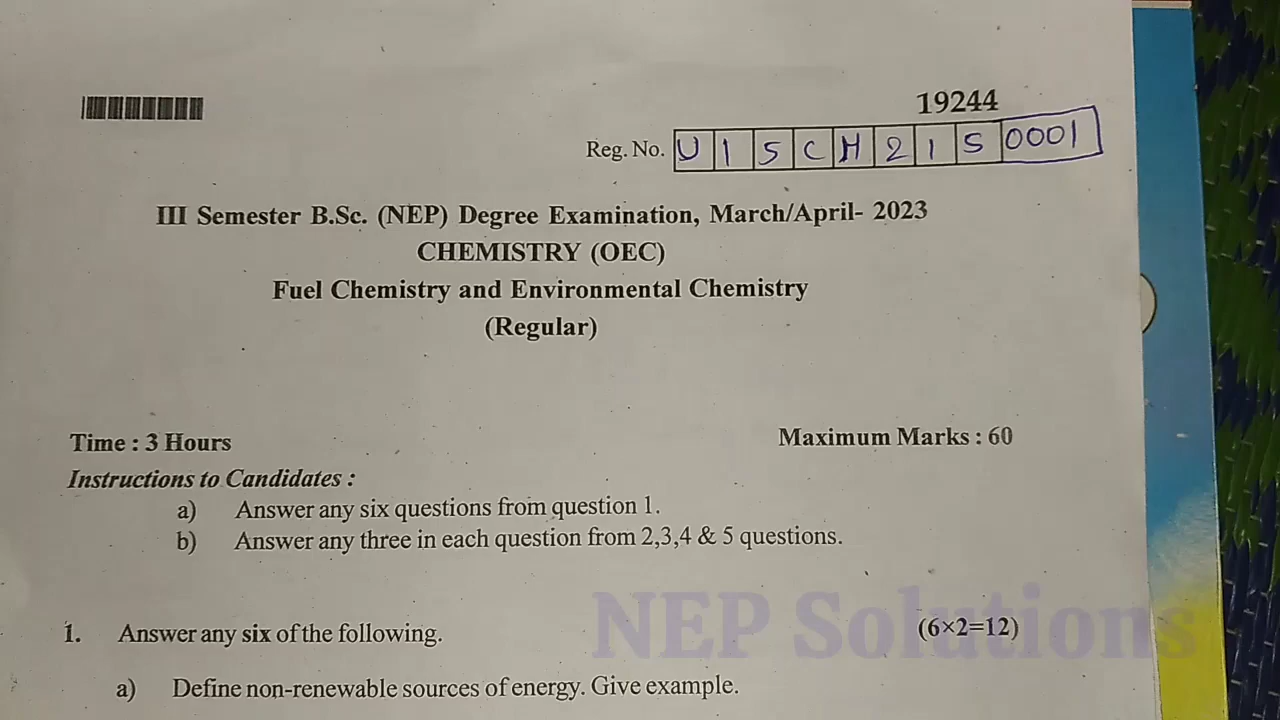 19244
Reg. No. U I S C H 2 1 S 0001
III Semester B.Sc. (NEP) Degree Examination, March/April- 2023
CHEMISTRY (OEC)
Fuel Chemistry and Environmental Chemistry
(Regular)
Time : 3 Hours Maximum Marks : 60
Instructions to Candidates :
a) Answer any six questions from question 1.
b) Answer any three in each question from 2,3,4 & 5 questions.
NEP Solutions
1. Answer any six of the following. (6×2=12)
a) Define non-renewable sources of energy. Give example.